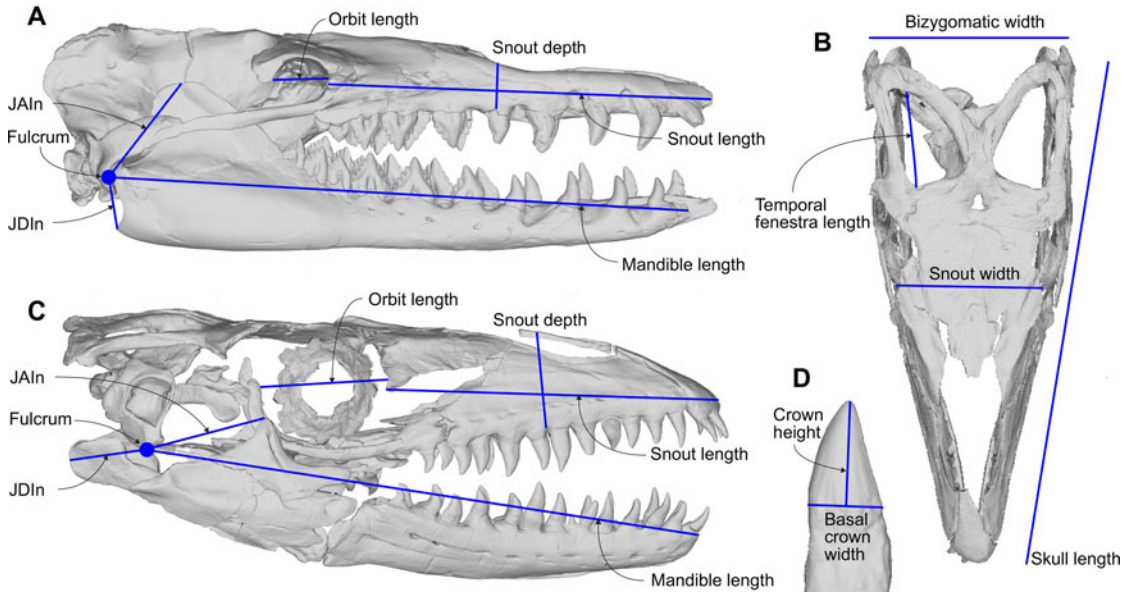 A
Orbit length
Snout depth
JAIn
Fulcrum
JDIn
Snout length
Mandible length
B
Bizygomatic width
Temporal
fenestra length
Snout width
Skull length
C
Orbit length
Snout depth
JAIn
Fulcrum
JDIn
Snout length
Mandible length
D
Crown
height
Basal
crown
width